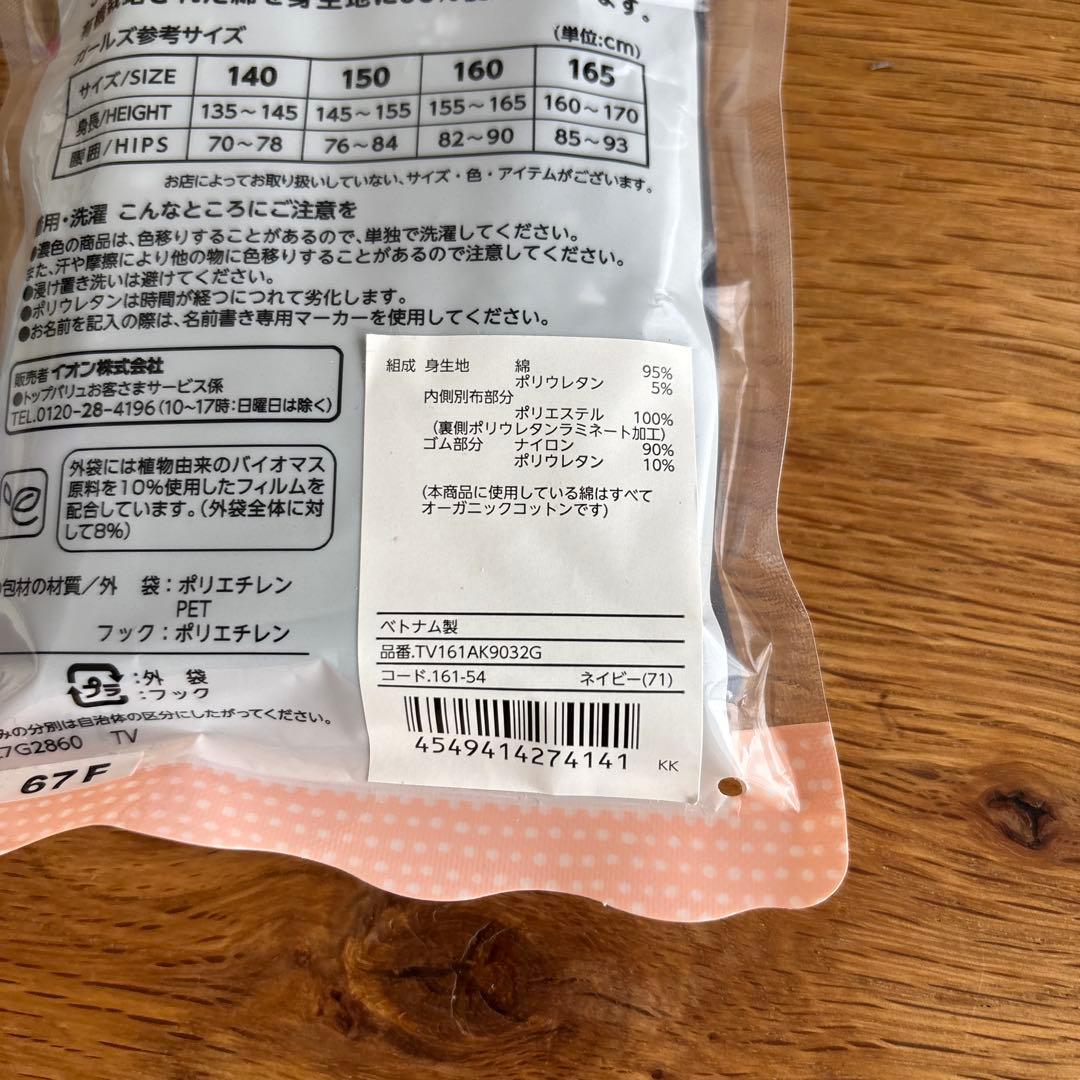 ガールズ参考サイズ (単位:cm)
サイズ/SIZE 140 150 160 165
身長/HEIGHT 135～145 145～155 155～165 160～170
腰囲/HIPS 70～78 76～84 82～90 85～93
お店によってお取り扱いしていない、サイズ・色・アイテムがございます。
用・洗濯 こんなところにご注意を
●濃色の商品は、色移りすることがあるので、単独で洗濯してください。
また、汗や摩擦により他の物に色移りすることがあるので注意してください。
●浸け置き洗いは避けてください。
●ポリウレタンは時間が経つにつれて劣化します。
●お名前を記入の際は、名前書き専用マーカーを使用してください。
販売者 イオン株式会社
●トップバリュお客さまサービス係
TEL.0120-28-4196(10～17時:日曜日は除く)
外袋には植物由来のバイオマス
原料を10%使用したフィルムを
配合しています。(外袋全体に対
して8%)
包材の材質/外 袋:ポリエチレン
PET
フック:ポリエチレン
プラ :外 袋
:フック
みの分別は自治体の区分にしたがってください。
7G2860 TV
67F
組成 身生地 綿 95%
ポリウレタン 5%
内側別布部分
ポリエステル 100%
(裏側ポリウレタンラミネート加工)
ゴム部分 ナイロン 90%
ポリウレタン 10%
(本商品に使用している綿はすべて
オーガニックコットンです)
ベトナム製
品番.TV161AK9032G
コード.161-54 ネイビー(71)
4549414274141 KK